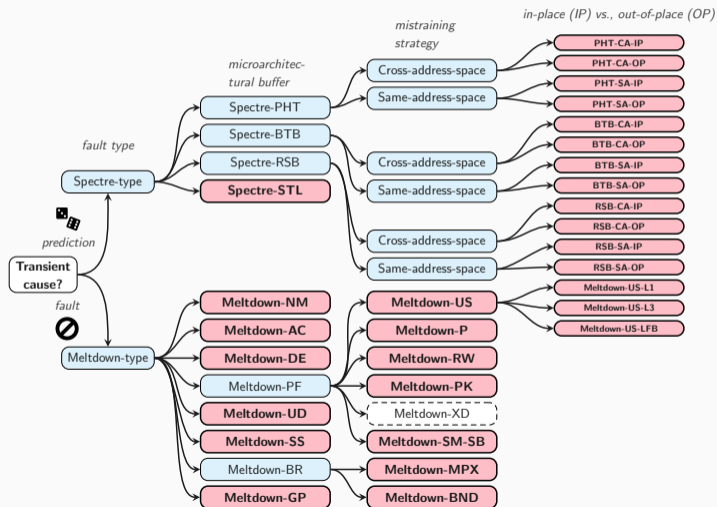 in-place (IP) vs., out-of-place (OP)
mistraining
strategy
microarchitec-
tural buffer
fault type
prediction
Transient
cause?
fault
Spectre-type
Meltdown-type
Spectre-PHT
Spectre-BTB
Spectre-RSB
Spectre-STL
Cross-address-space
Same-address-space
Cross-address-space
Same-address-space
Cross-address-space
Same-address-space
PHT-CA-IP
PHT-CA-OP
PHT-SA-IP
PHT-SA-OP
BTB-CA-IP
BTB-CA-OP
BTB-SA-IP
BTB-SA-OP
RSB-CA-IP
RSB-CA-OP
RSB-SA-IP
RSB-SA-OP
Meltdown-NM
Meltdown-AC
Meltdown-DE
Meltdown-PF
Meltdown-UD
Meltdown-SS
Meltdown-BR
Meltdown-GP
Meltdown-US
Meltdown-P
Meltdown-RW
Meltdown-PK
Meltdown-XD
Meltdown-SM-SB
Meltdown-MPX
Meltdown-BND
Meltdown-US-L1
Meltdown-US-L3
Meltdown-US-LFB